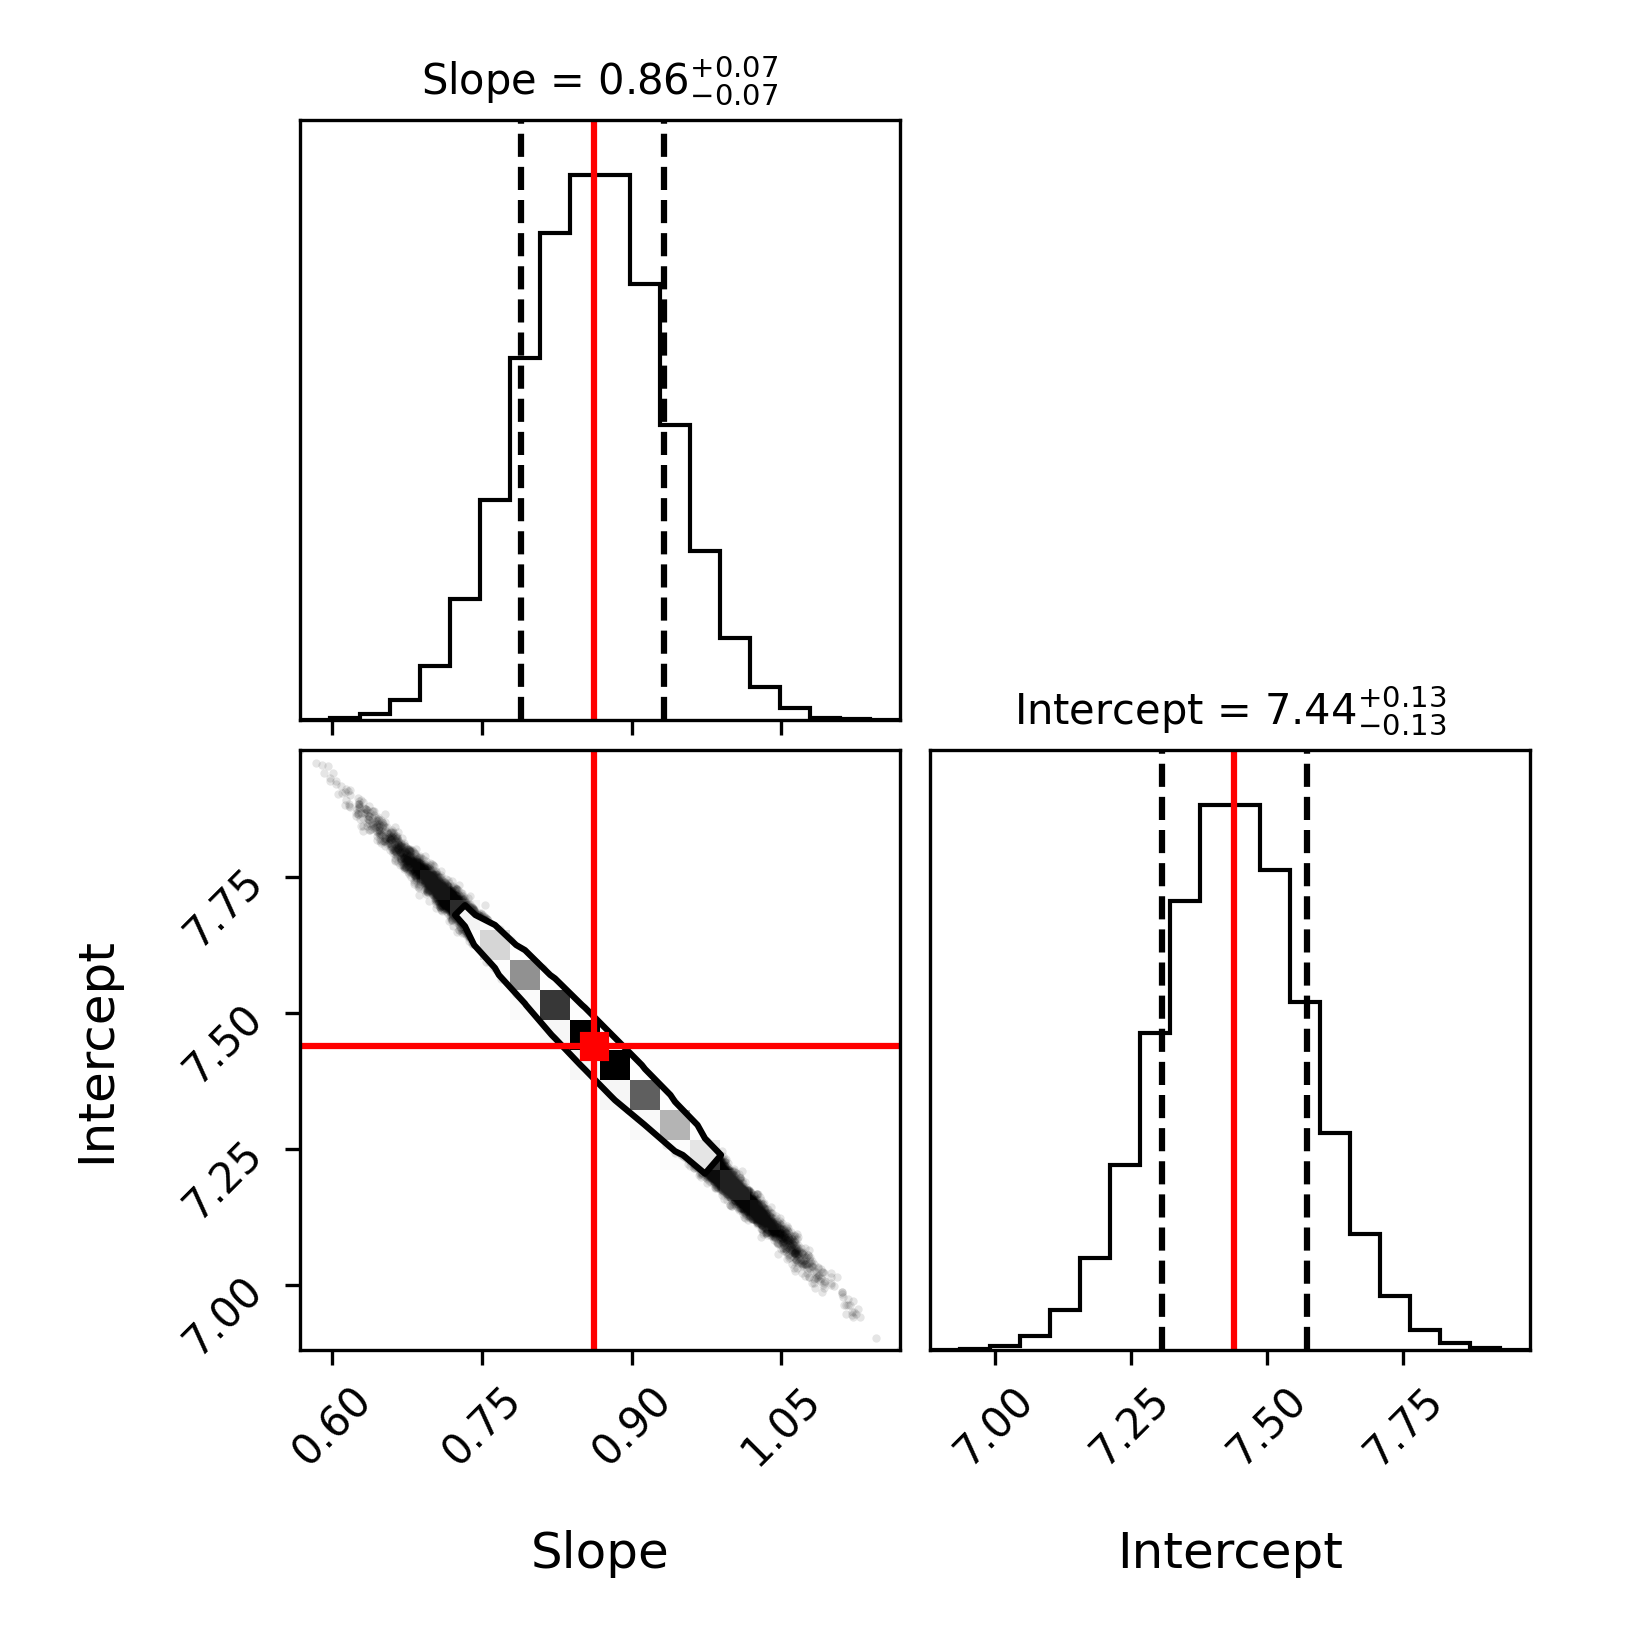 Slope = 0.86+0.07−0.07
Intercept = 7.44+0.13−0.13
Intercept
7.75
7.50
7.25
7.00
0.60 0.75 0.90 1.05
7.00 7.25 7.50 7.75
Slope
Intercept